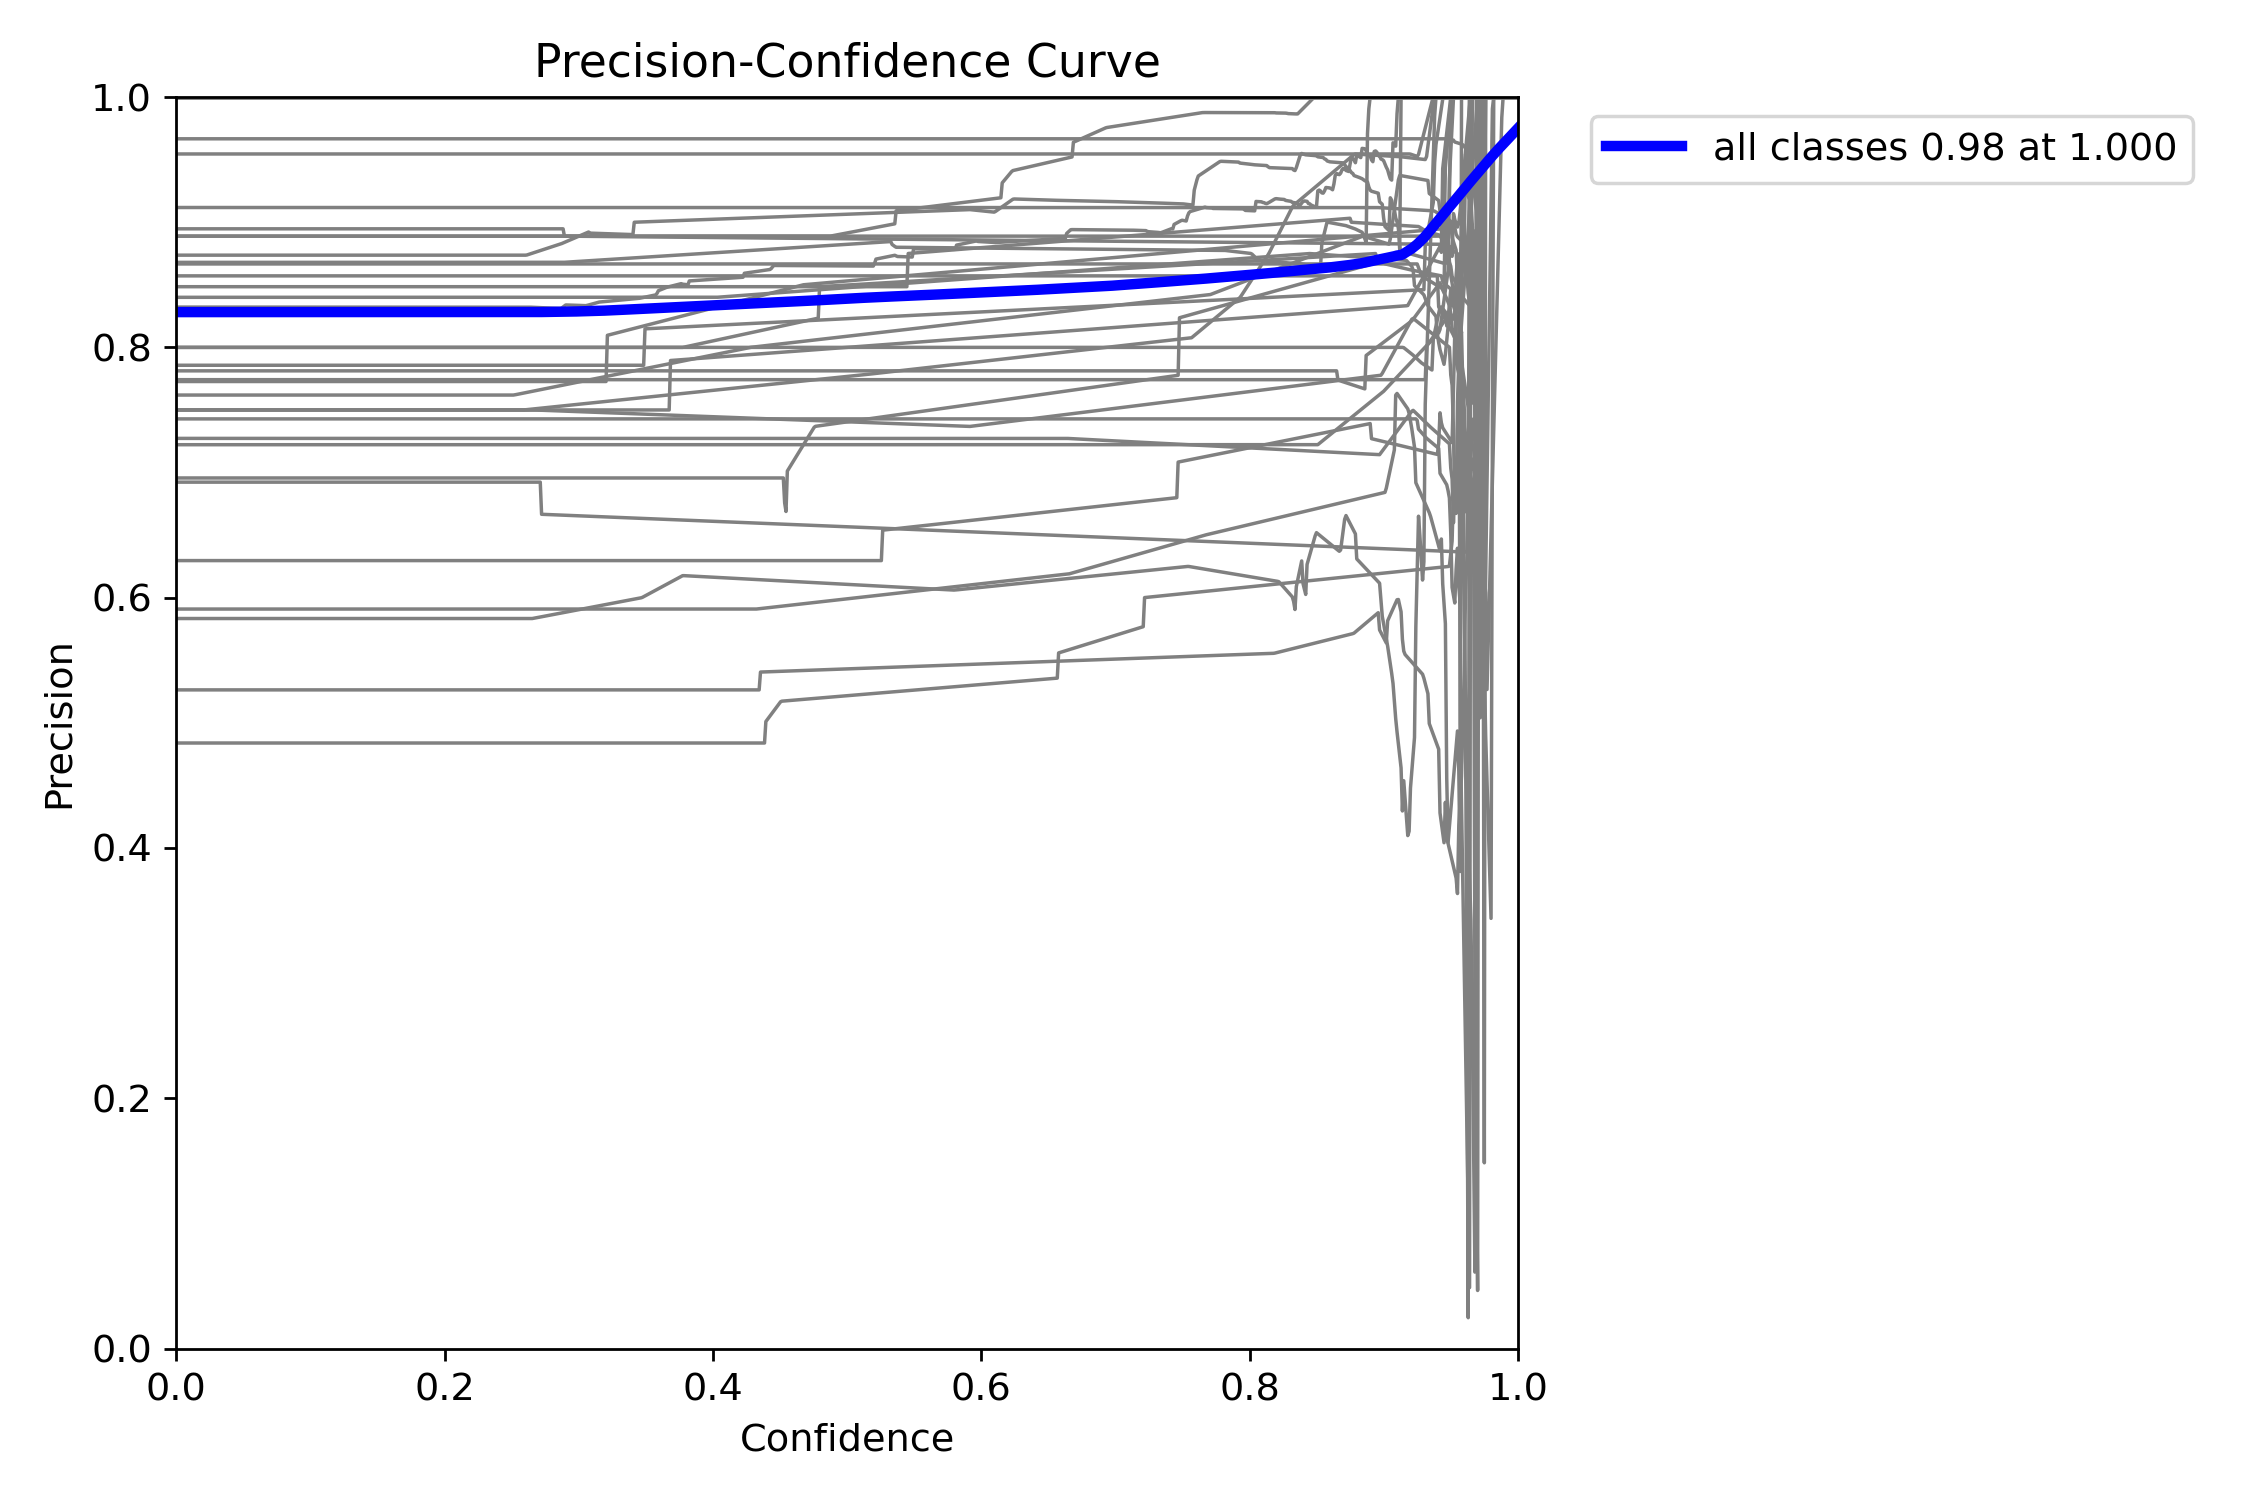 Precision-Confidence Curve
all classes 0.98 at 1.000
Precision
1.0
0.8
0.6
0.4
0.2
0.0
0.0 0.2 0.4 0.6 0.8 1.0
Confidence